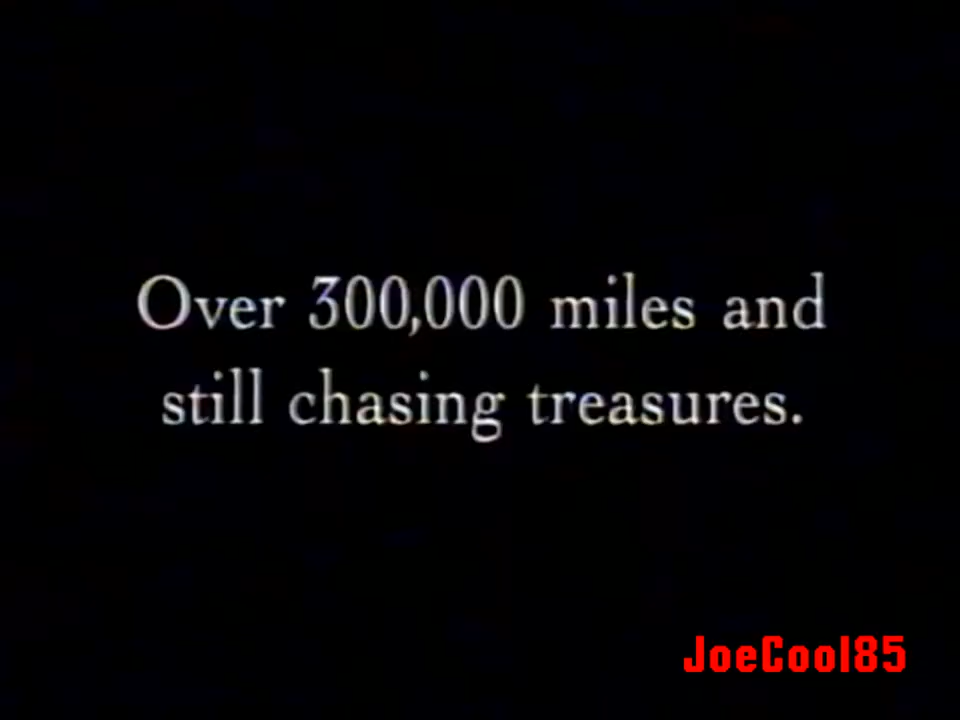 Over 300,000 miles and
still chasing treasures.
JoeCool85